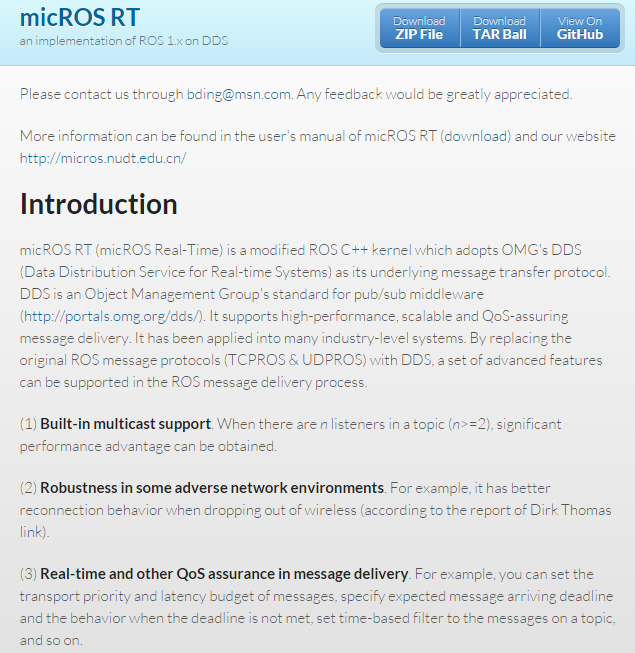 micROS RT
an implementation of ROS 1.x on DDS
Download
ZIP File
Download
TAR Ball
View On
GitHub
Please contact us through bding@msn.com. Any feedback would be greatly appreciated.
More information can be found in the user's manual of micROS RT (download) and our website
http://micros.nudt.edu.cn/
Introduction
micROS RT (micROS Real-Time) is a modified ROS C++ kernel which adopts OMG's DDS
(Data Distribution Service for Real-time Systems) as its underlying message transfer protocol.
DDS is an Object Management Group's standard for pub/sub middleware
(http://portals.omg.org/dds/). It supports high-performance, scalable and QoS-assuring
message delivery. It has been applied into many industry-level systems. By replacing the
original ROS message protocols (TCPROS & UDPROS) with DDS, a set of advanced features
can be supported in the ROS message delivery process.
(1) Built-in multicast support. When there are n listeners in a topic (n>=2), significant
performance advantage can be obtained.
(2) Robustness in some adverse network environments. For example, it has better
reconnection behavior when dropping out of wireless (according to the report of Dirk Thomas
link).
(3) Real-time and other QoS assurance in message delivery. For example, you can set the
transport priority and latency budget of messages, specify expected message arriving deadline
and the behavior when the deadline is not met, set time-based filter to the messages on a topic,
and so on.